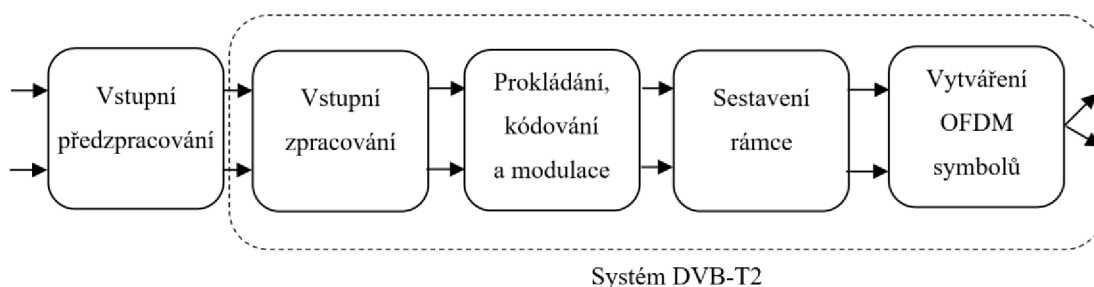 Vstupní
předzpracování
Vstupní
zpracování
Prokládání,
kódování
a modulace
Sestavení
rámce
Vytváření
OFDM
symbolů
Systém DVB-T2